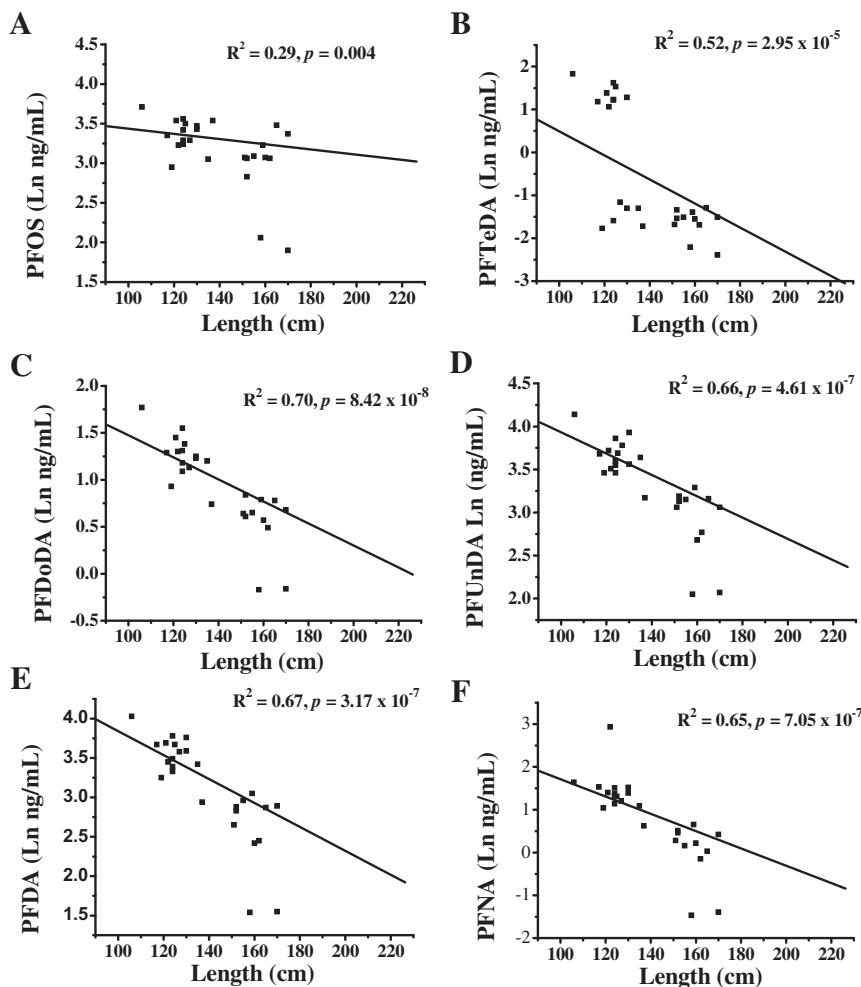 A
R² = 0.29, p = 0.004
PFOS (Ln ng/mL)
4.5
4.0
3.5
3.0
2.5
2.0
1.5
100 120 140 160 180 200 220
Length (cm)
B
R² = 0.52, p = 2.95 x 10⁻⁵
PFTeDA (Ln ng/mL)
2
1
0
-1
-2
-3
100 120 140 160 180 200 220
Length (cm)
C
R² = 0.70, p = 8.42 x 10⁻⁸
PFDoDA (Ln ng/mL)
2.0
1.5
1.0
0.5
0.0
-0.5
100 120 140 160 180 200 220
Length (cm)
D
R² = 0.66, p = 4.61 x 10⁻⁷
PFUnDA Ln (ng/mL)
4.5
4.0
3.5
3.0
2.5
2.0
100 120 140 160 180 200 220
Length (cm)
E
R² = 0.67, p = 3.17 x 10⁻⁷
PFDA (Ln ng/mL)
4.0
3.5
3.0
2.5
2.0
1.5
100 120 140 160 180 200 220
Length (cm)
F
R² = 0.65, p = 7.05 x 10⁻⁷
PFNA (Ln ng/mL)
3
2
1
0
-1
-2
100 120 140 160 180 200 220
Length (cm)